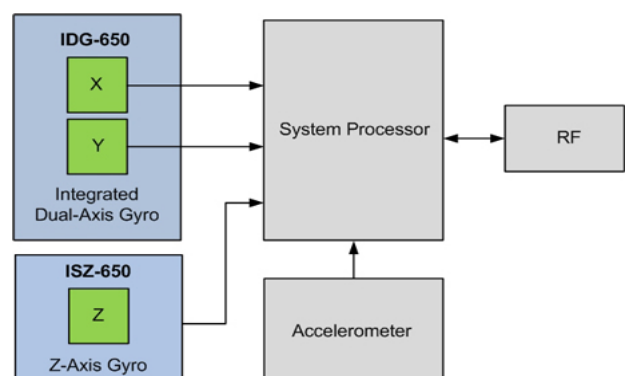 IDG-650
X
Y
Integrated
Dual-Axis Gyro
System Processor
RF
ISZ-650
Z
Z-Axis Gyro
Accelerometer